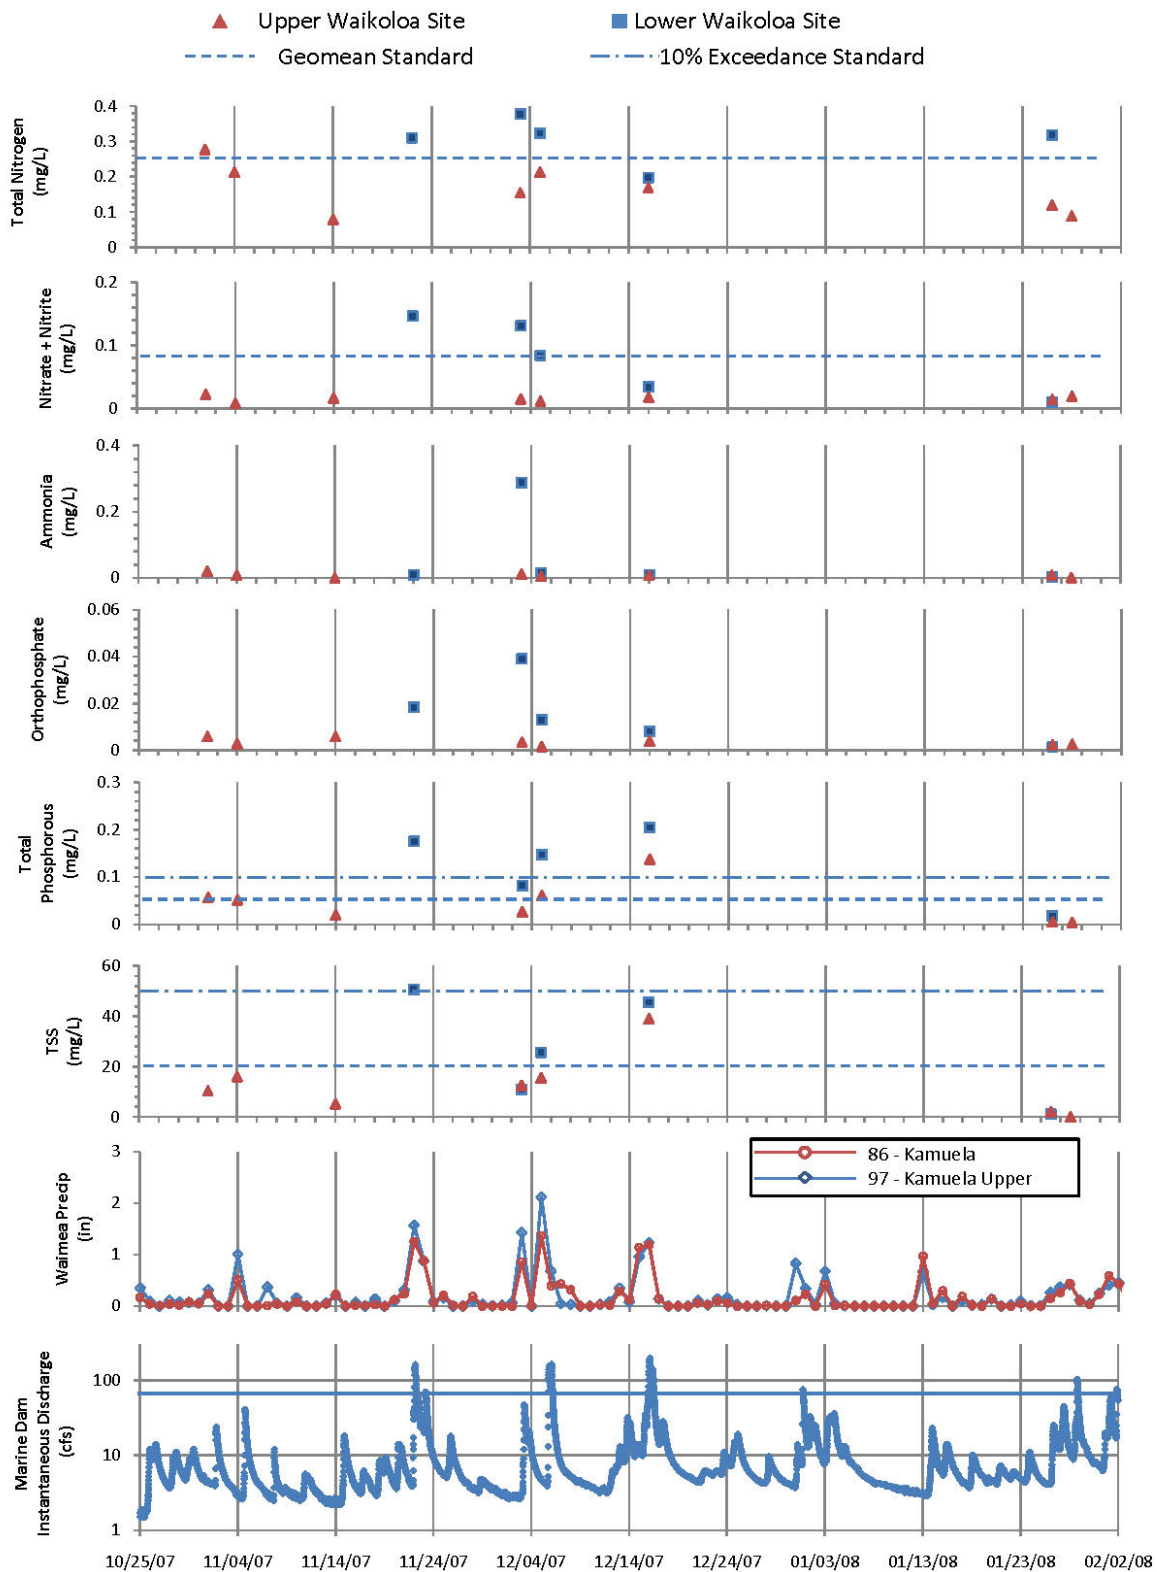 Upper Waikoloa Site
Lower Waikoloa Site
Geomean Standard
10% Exceedance Standard
Total Nitrogen
(mg/L)
0.4
0.3
0.2
0.1
0
Nitrate + Nitrite
(mg/L)
0.2
0.1
0
Ammonia
(mg/L)
0.4
0.2
0
Orthophosphate
(mg/L)
0.06
0.04
0.02
0
Total
Phosphorous
(mg/L)
0.3
0.2
0.1
0
TSS
(mg/L)
60
40
20
0
Waimea Precip
(in)
3
2
1
0
86 - Kamuela
97 - Kamuela Upper
Marine Dam
Instantaneous Discharge
(cfs)
100
10
1
10/25/07 11/04/07 11/14/07 11/24/07 12/04/07 12/14/07 12/24/07 01/03/08 01/13/08 01/23/08 02/02/08